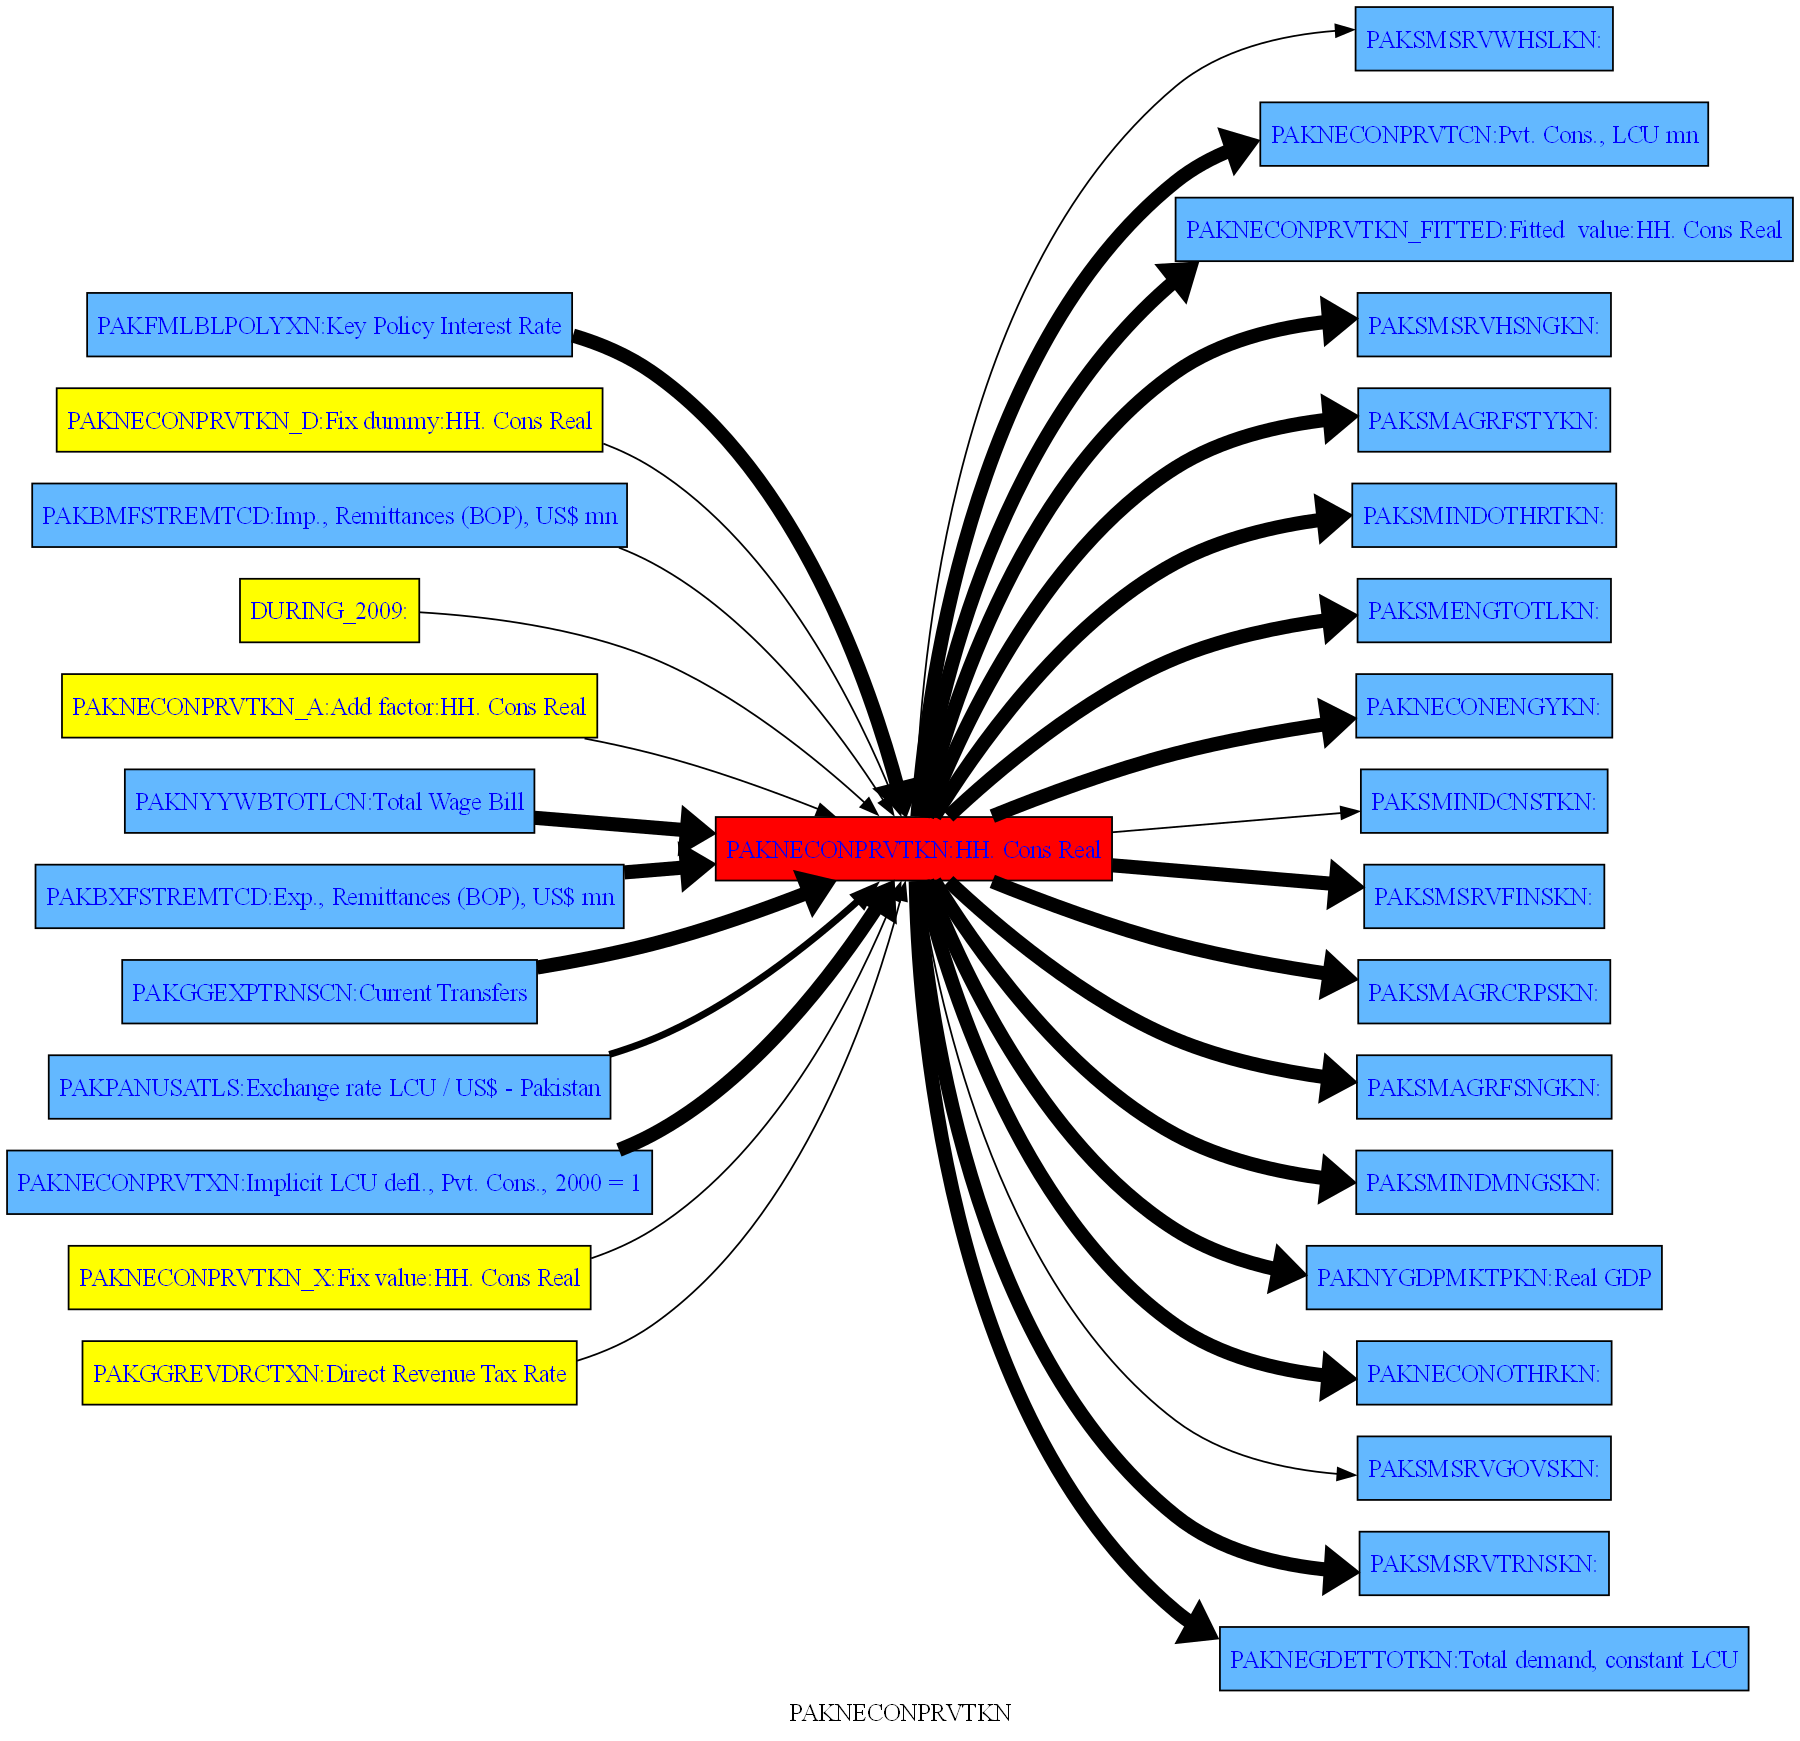 PAKFMLBLPOLYXN:Key Policy Interest Rate
PAKNECONPRVTKN_D:Fix dummy:HH. Cons Real
PAKBMFSTREMTCD:Imp., Remittances (BOP), US$ mn
DURING_2009:
PAKNECONPRVTKN_A:Add factor:HH. Cons Real
PAKNYYWBTOTLCN:Total Wage Bill
PAKBXFSTREMTCD:Exp., Remittances (BOP), US$ mn
PAKGGEXPTRNSCN:Current Transfers
PAKPANUSATLS:Exchange rate LCU / US$ - Pakistan
PAKNECONPRVTXN:Implicit LCU defl., Pvt. Cons., 2000 = 1
PAKNECONPRVTKN_X:Fix value:HH. Cons Real
PAKGGREVDRCTXN:Direct Revenue Tax Rate
PAKNECONPRVTKN:HH. Cons Real
PAKSMSRVWHSLKN:
PAKNECONPRVTCN:Pvt. Cons., LCU mn
PAKNECONPRVTKN_FITTED:Fitted  value:HH. Cons Real
PAKSMSRVHSNGKN:
PAKSMAGRFSTYKN:
PAKSMINDOTHRTKN:
PAKSMENGTOTLKN:
PAKNECONENGYKN:
PAKSMINDCNSTKN:
PAKSMSRVFINSKN:
PAKSMAGRCRPSKN:
PAKSMAGRFSNGKN:
PAKSMINDMNGSKN:
PAKNYGDPMKTPKN:Real GDP
PAKNECONOTHRKN:
PAKSMSRVGOVSKN:
PAKSMSRVTRNSKN:
PAKNEGDETTOTKN:Total demand, constant LCU
PAKNECONPRVTKN